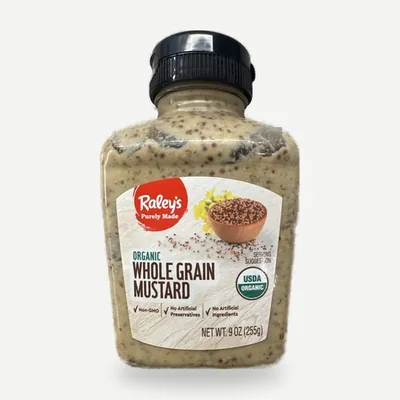 Raley's
Purely Made
SERVING
SUGGESTION
ORGANIC
WHOLE GRAIN
MUSTARD
USDA
ORGANIC
Non-GMO
No Artificial
Preservatives
No Artificial
Ingredients
NET WT. 9 OZ (255g)